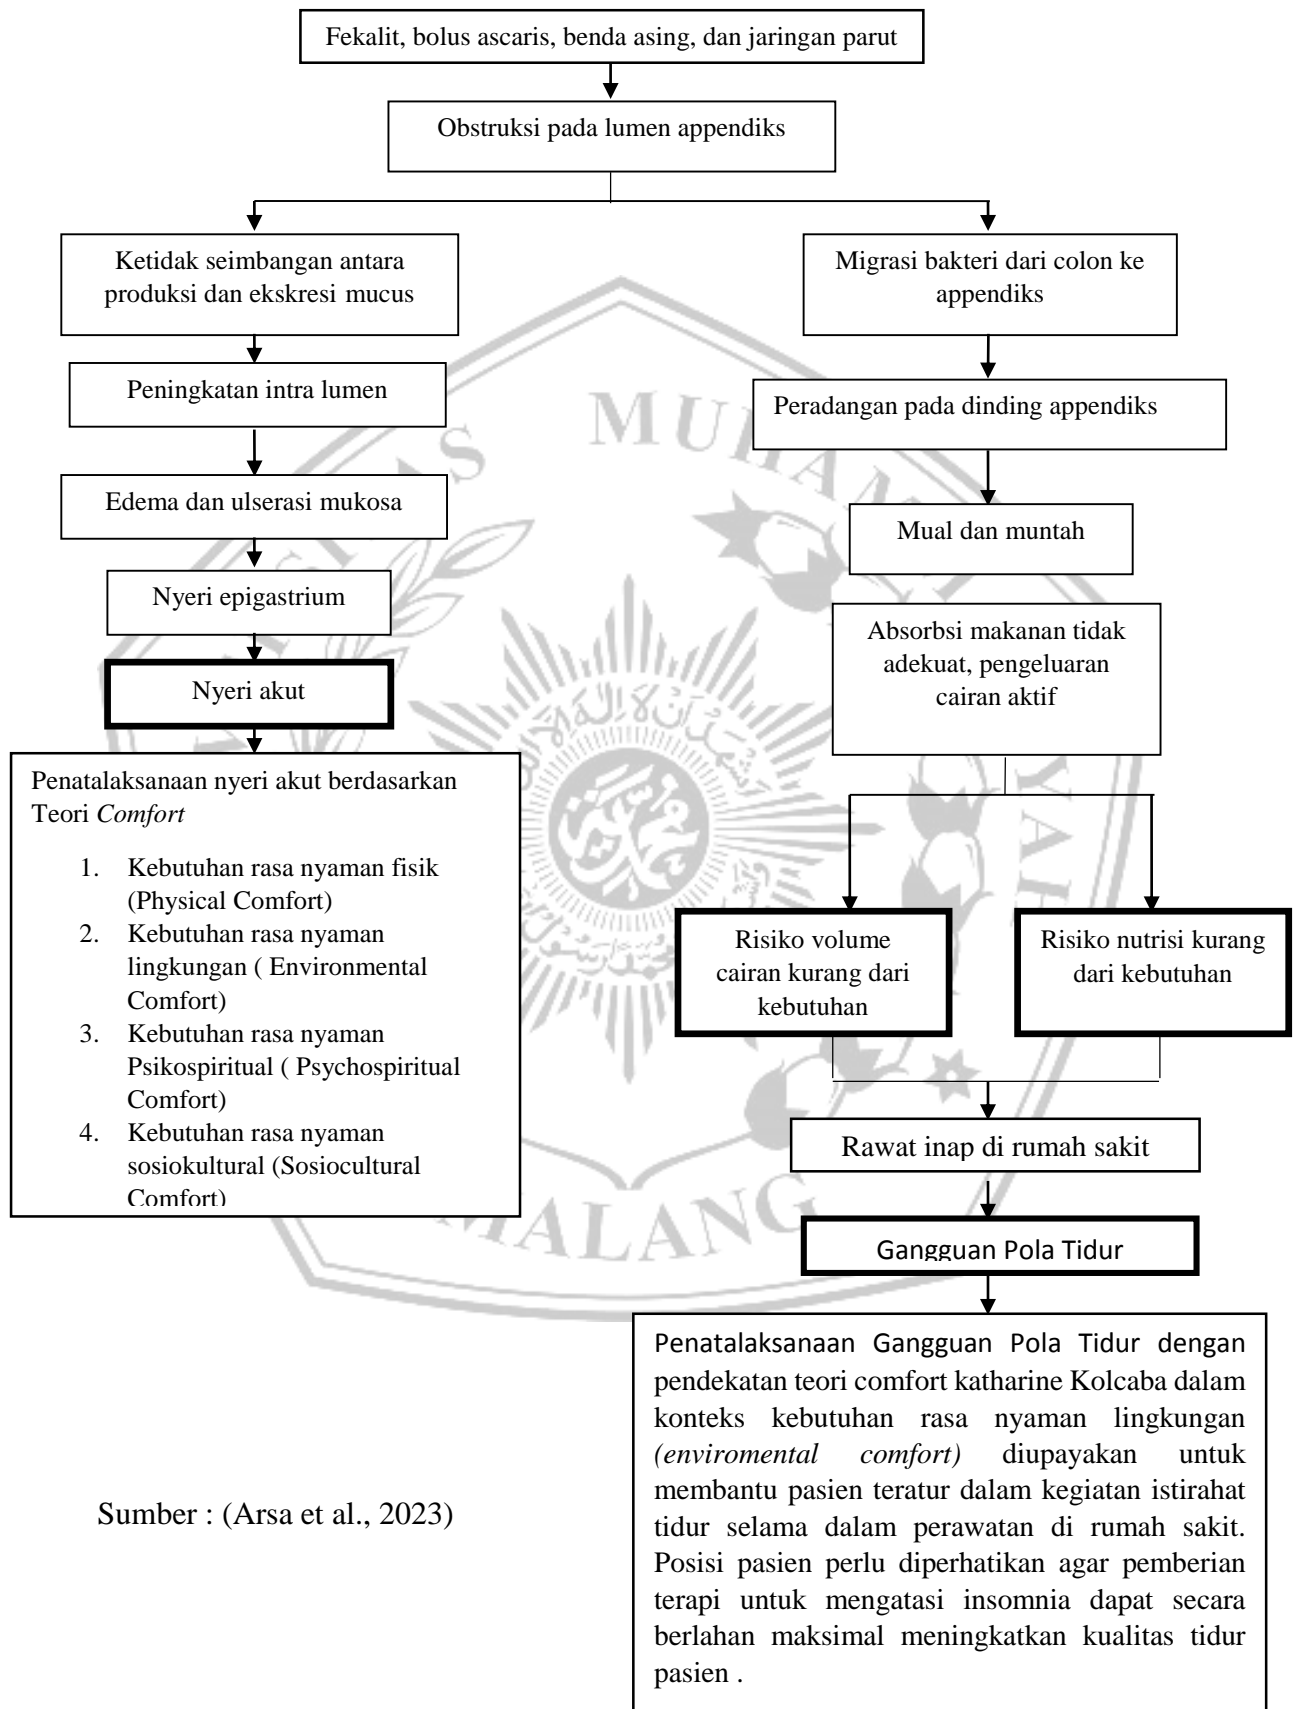 Fekalit, bolus ascaris, benda asing, dan jaringan parut
Obstruksi pada lumen appendiks
Ketidak seimbangan antara
produksi dan ekskresi mucus
Peningkatan intra lumen
Edema dan ulserasi mukosa
Nyeri epigastrium
Nyeri akut
Penatalaksanaan nyeri akut berdasarkan
Teori Comfort
1. Kebutuhan rasa nyaman fisik
(Physical Comfort)
2. Kebutuhan rasa nyaman
lingkungan ( Environmental
Comfort)
3. Kebutuhan rasa nyaman
Psikospiritual ( Psychospiritual
Comfort)
4. Kebutuhan rasa nyaman
sosiokultural (Sosiocultural
Comfort)
Migrasi bakteri dari colon ke
appendiks
Peradangan pada dinding appendiks
Mual dan muntah
Absorbsi makanan tidak
adekuat, pengeluaran
cairan aktif
Risiko volume
cairan kurang dari
kebutuhan
Risiko nutrisi kurang
dari kebutuhan
Rawat inap di rumah sakit
Gangguan Pola Tidur
Penatalaksanaan Gangguan Pola Tidur dengan
pendekatan teori comfort katharine Kolcaba dalam
konteks kebutuhan rasa nyaman lingkungan
(enviromental comfort) diupayakan untuk
membantu pasien teratur dalam kegiatan istirahat
tidur selama dalam perawatan di rumah sakit.
Posisi pasien perlu diperhatikan agar pemberian
terapi untuk mengatasi insomnia dapat secara
berlahan maksimal meningkatkan kualitas tidur
pasien .
Sumber : (Arsa et al., 2023)
MALANG